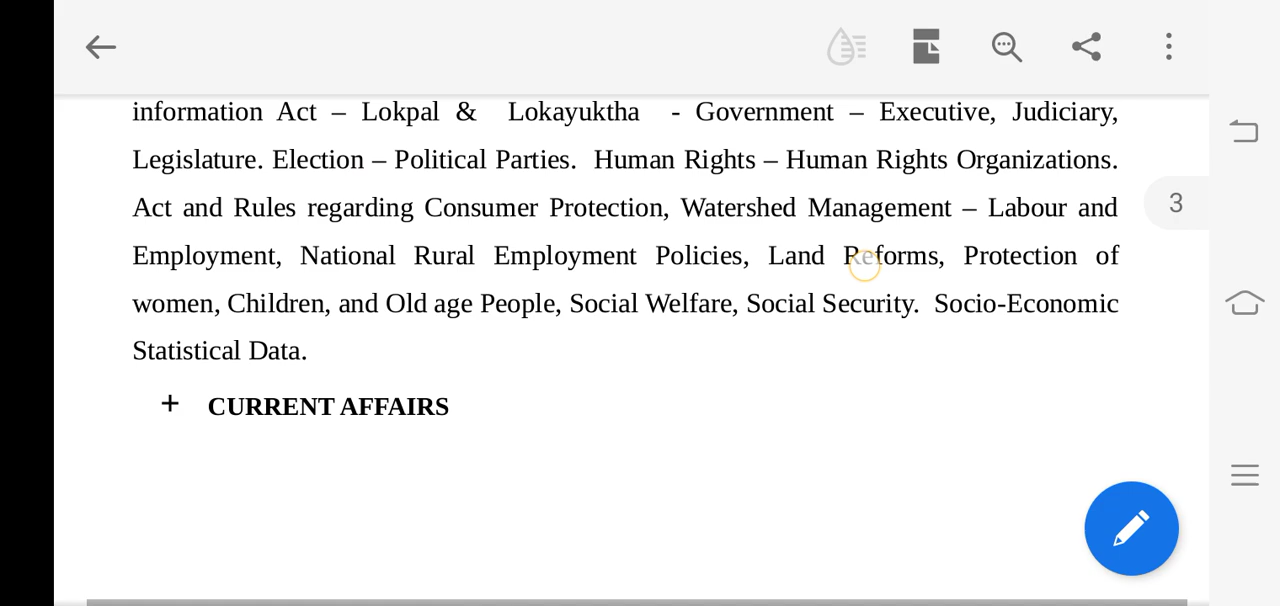 information Act – Lokpal & Lokayuktha - Government – Executive, Judiciary,
Legislature. Election – Political Parties. Human Rights – Human Rights Organizations.
3
Act and Rules regarding Consumer Protection, Watershed Management – Labour and
Employment, National Rural Employment Policies, Land Reforms, Protection of
women, Children, and Old age People, Social Welfare, Social Security. Socio-Economic
Statistical Data.
+ CURRENT AFFAIRS